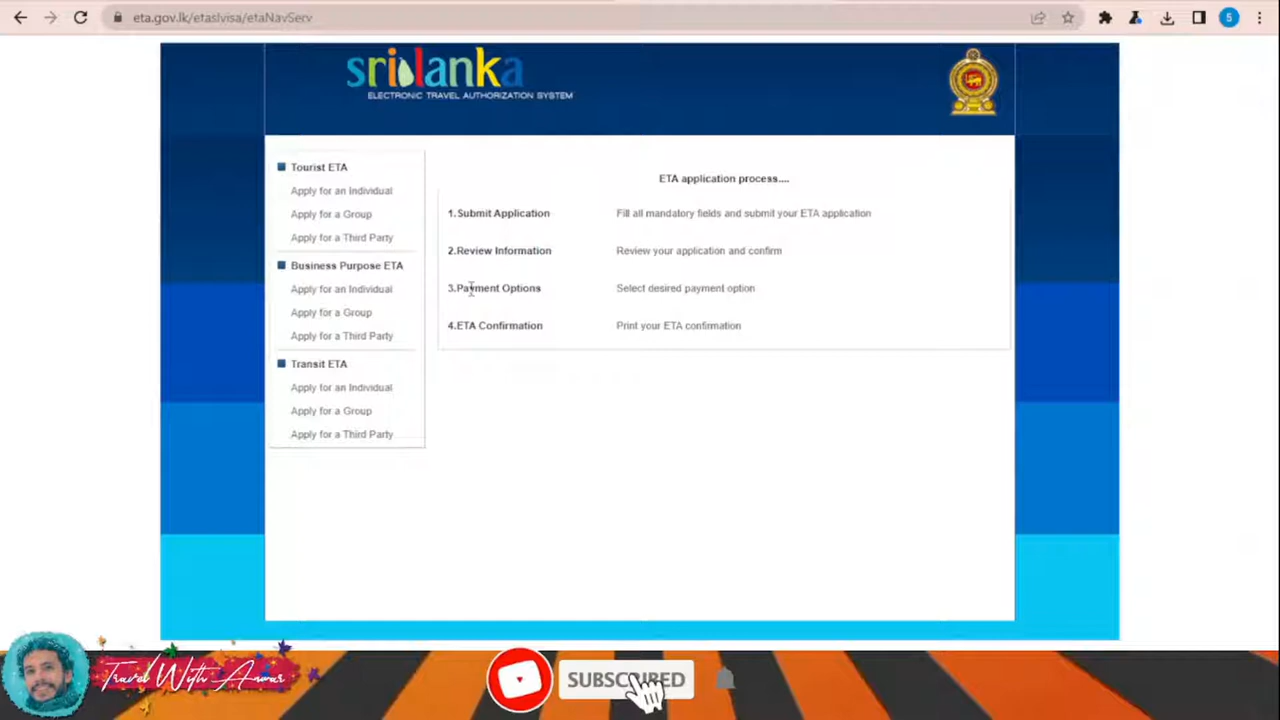 eta.gov.lk/etaslvisa/etaNavServ
5
srilanka
ELECTRONIC TRAVEL AUTHORIZATION SYSTEM
Tourist ETA
Apply for an Individual
Apply for a Group
Apply for a Third Party
Business Purpose ETA
Apply for an Individual
Apply for a Group
Apply for a Third Party
Transit ETA
Apply for an Individual
Apply for a Group
Apply for a Third Party
ETA application process....
1.Submit Application Fill all mandatory fields and submit your ETA application
2.Review Information Review your application and confirm
3.Payment Options Select desired payment option
4.ETA Confirmation Print your ETA confirmation
Travel With Anwar
SUBSCRIBED